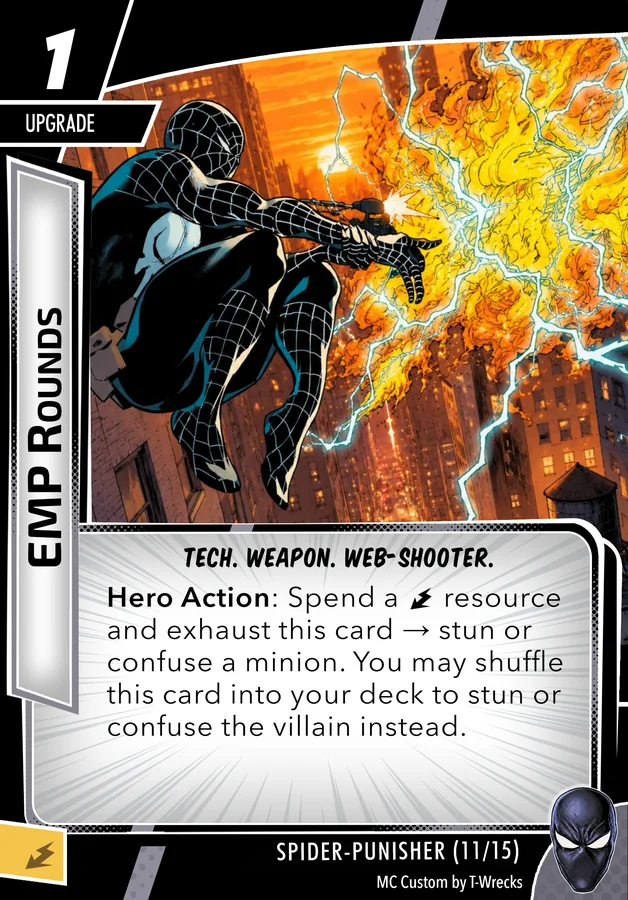 1
UPGRADE
EMP ROUNDS
TECH. WEAPON. WEB-SHOOTER.
Hero Action: Spend a resource
and exhaust this card → stun or
confuse a minion. You may shuffle
this card into your deck to stun or
confuse the villain instead.
SPIDER-PUNISHER (11/15)
MC Custom by T-Wrecks